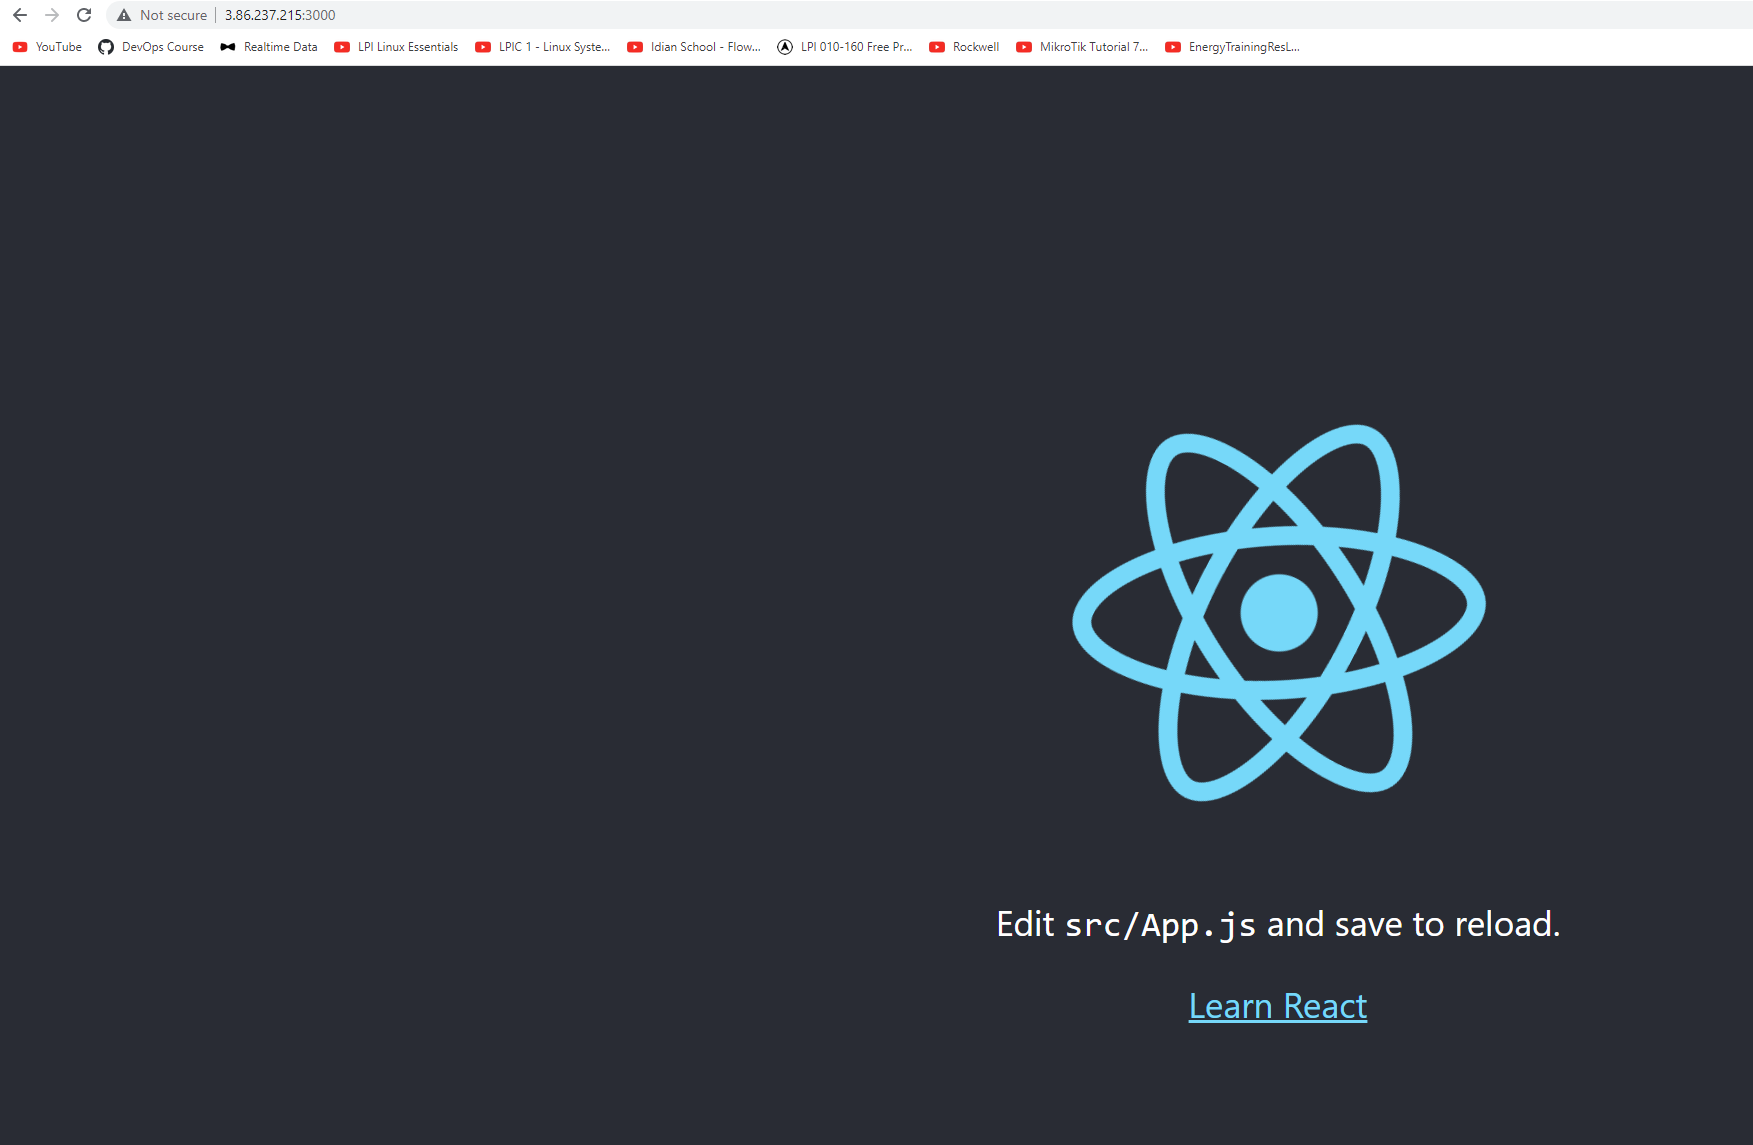 Not secure | 3.86.237.215:3000
YouTube DevOps Course Realtime Data LPI Linux Essentials LPIC 1 - Linux Syste... Idian School - Flow... LPI 010-160 Free Pr... Rockwell MikroTik Tutorial 7... EnergyTrainingResL...
Edit src/App.js and save to reload.
Learn React